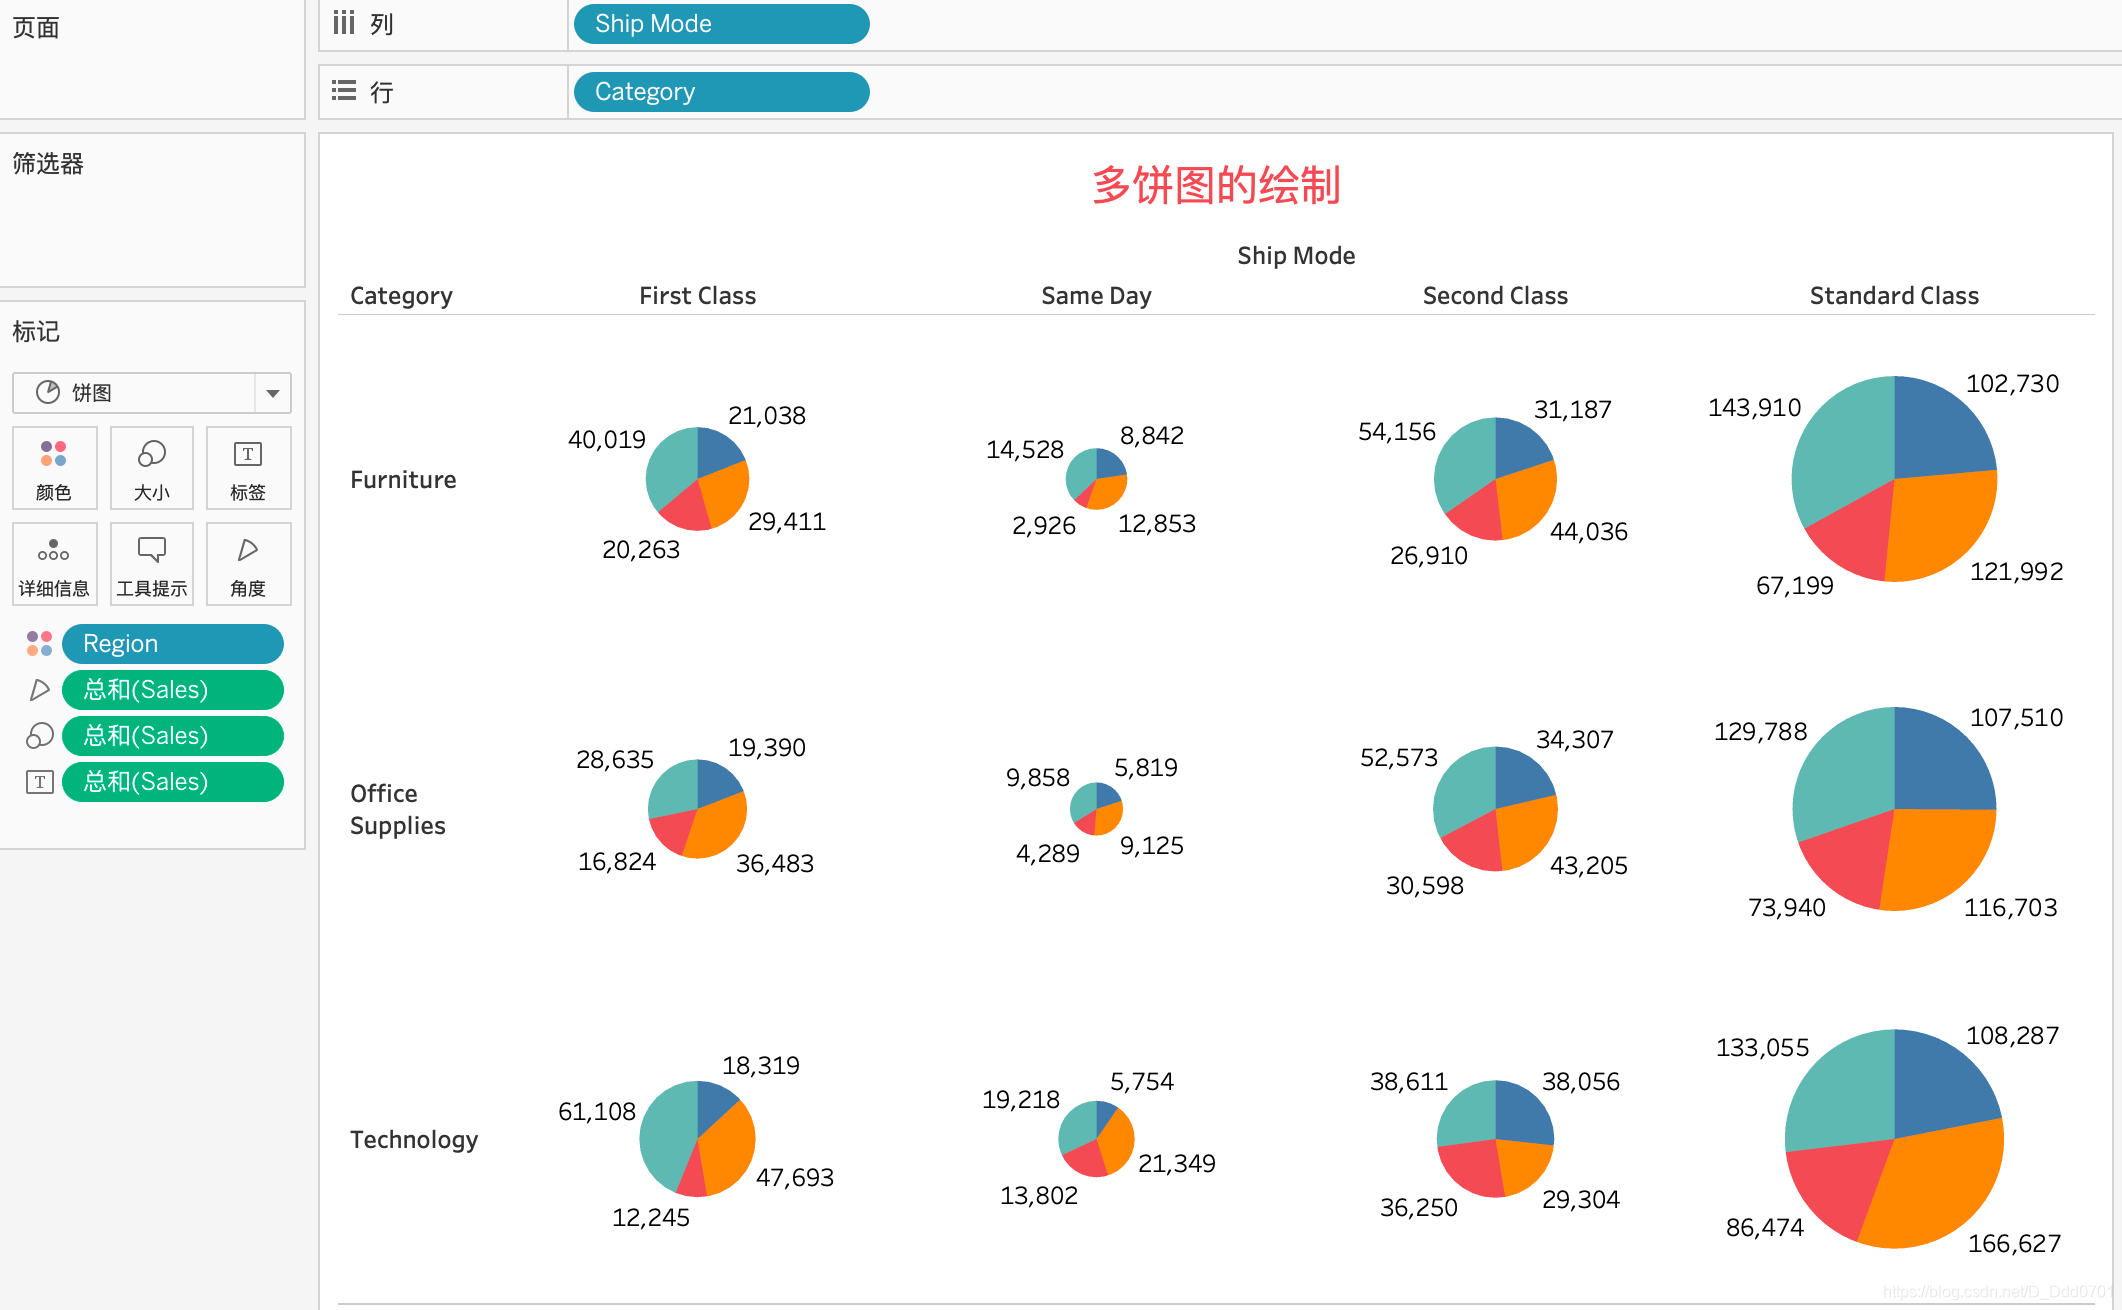 页面
列
Ship Mode
行
Category
筛选器
标记
饼图
颜色
大小
T
标签
详细信息
工具提示
角度
Region
总和(Sales)
总和(Sales)
T
总和(Sales)
多饼图的绘制
Ship Mode
Category
First Class
Same Day
Second Class
Standard Class
Furniture
40,019
21,038
29,411
20,263
14,528
8,842
12,853
2,926
54,156
31,187
44,036
26,910
143,910
102,730
121,992
67,199
Office
Supplies
28,635
19,390
36,483
16,824
9,858
5,819
9,125
4,289
52,573
34,307
43,205
30,598
129,788
107,510
116,703
73,940
Technology
61,108
18,319
47,693
12,245
19,218
5,754
21,349
13,802
38,611
38,056
29,304
36,250
133,055
108,287
166,627
86,474
https://blog.csdn.net/D_Ddd0701